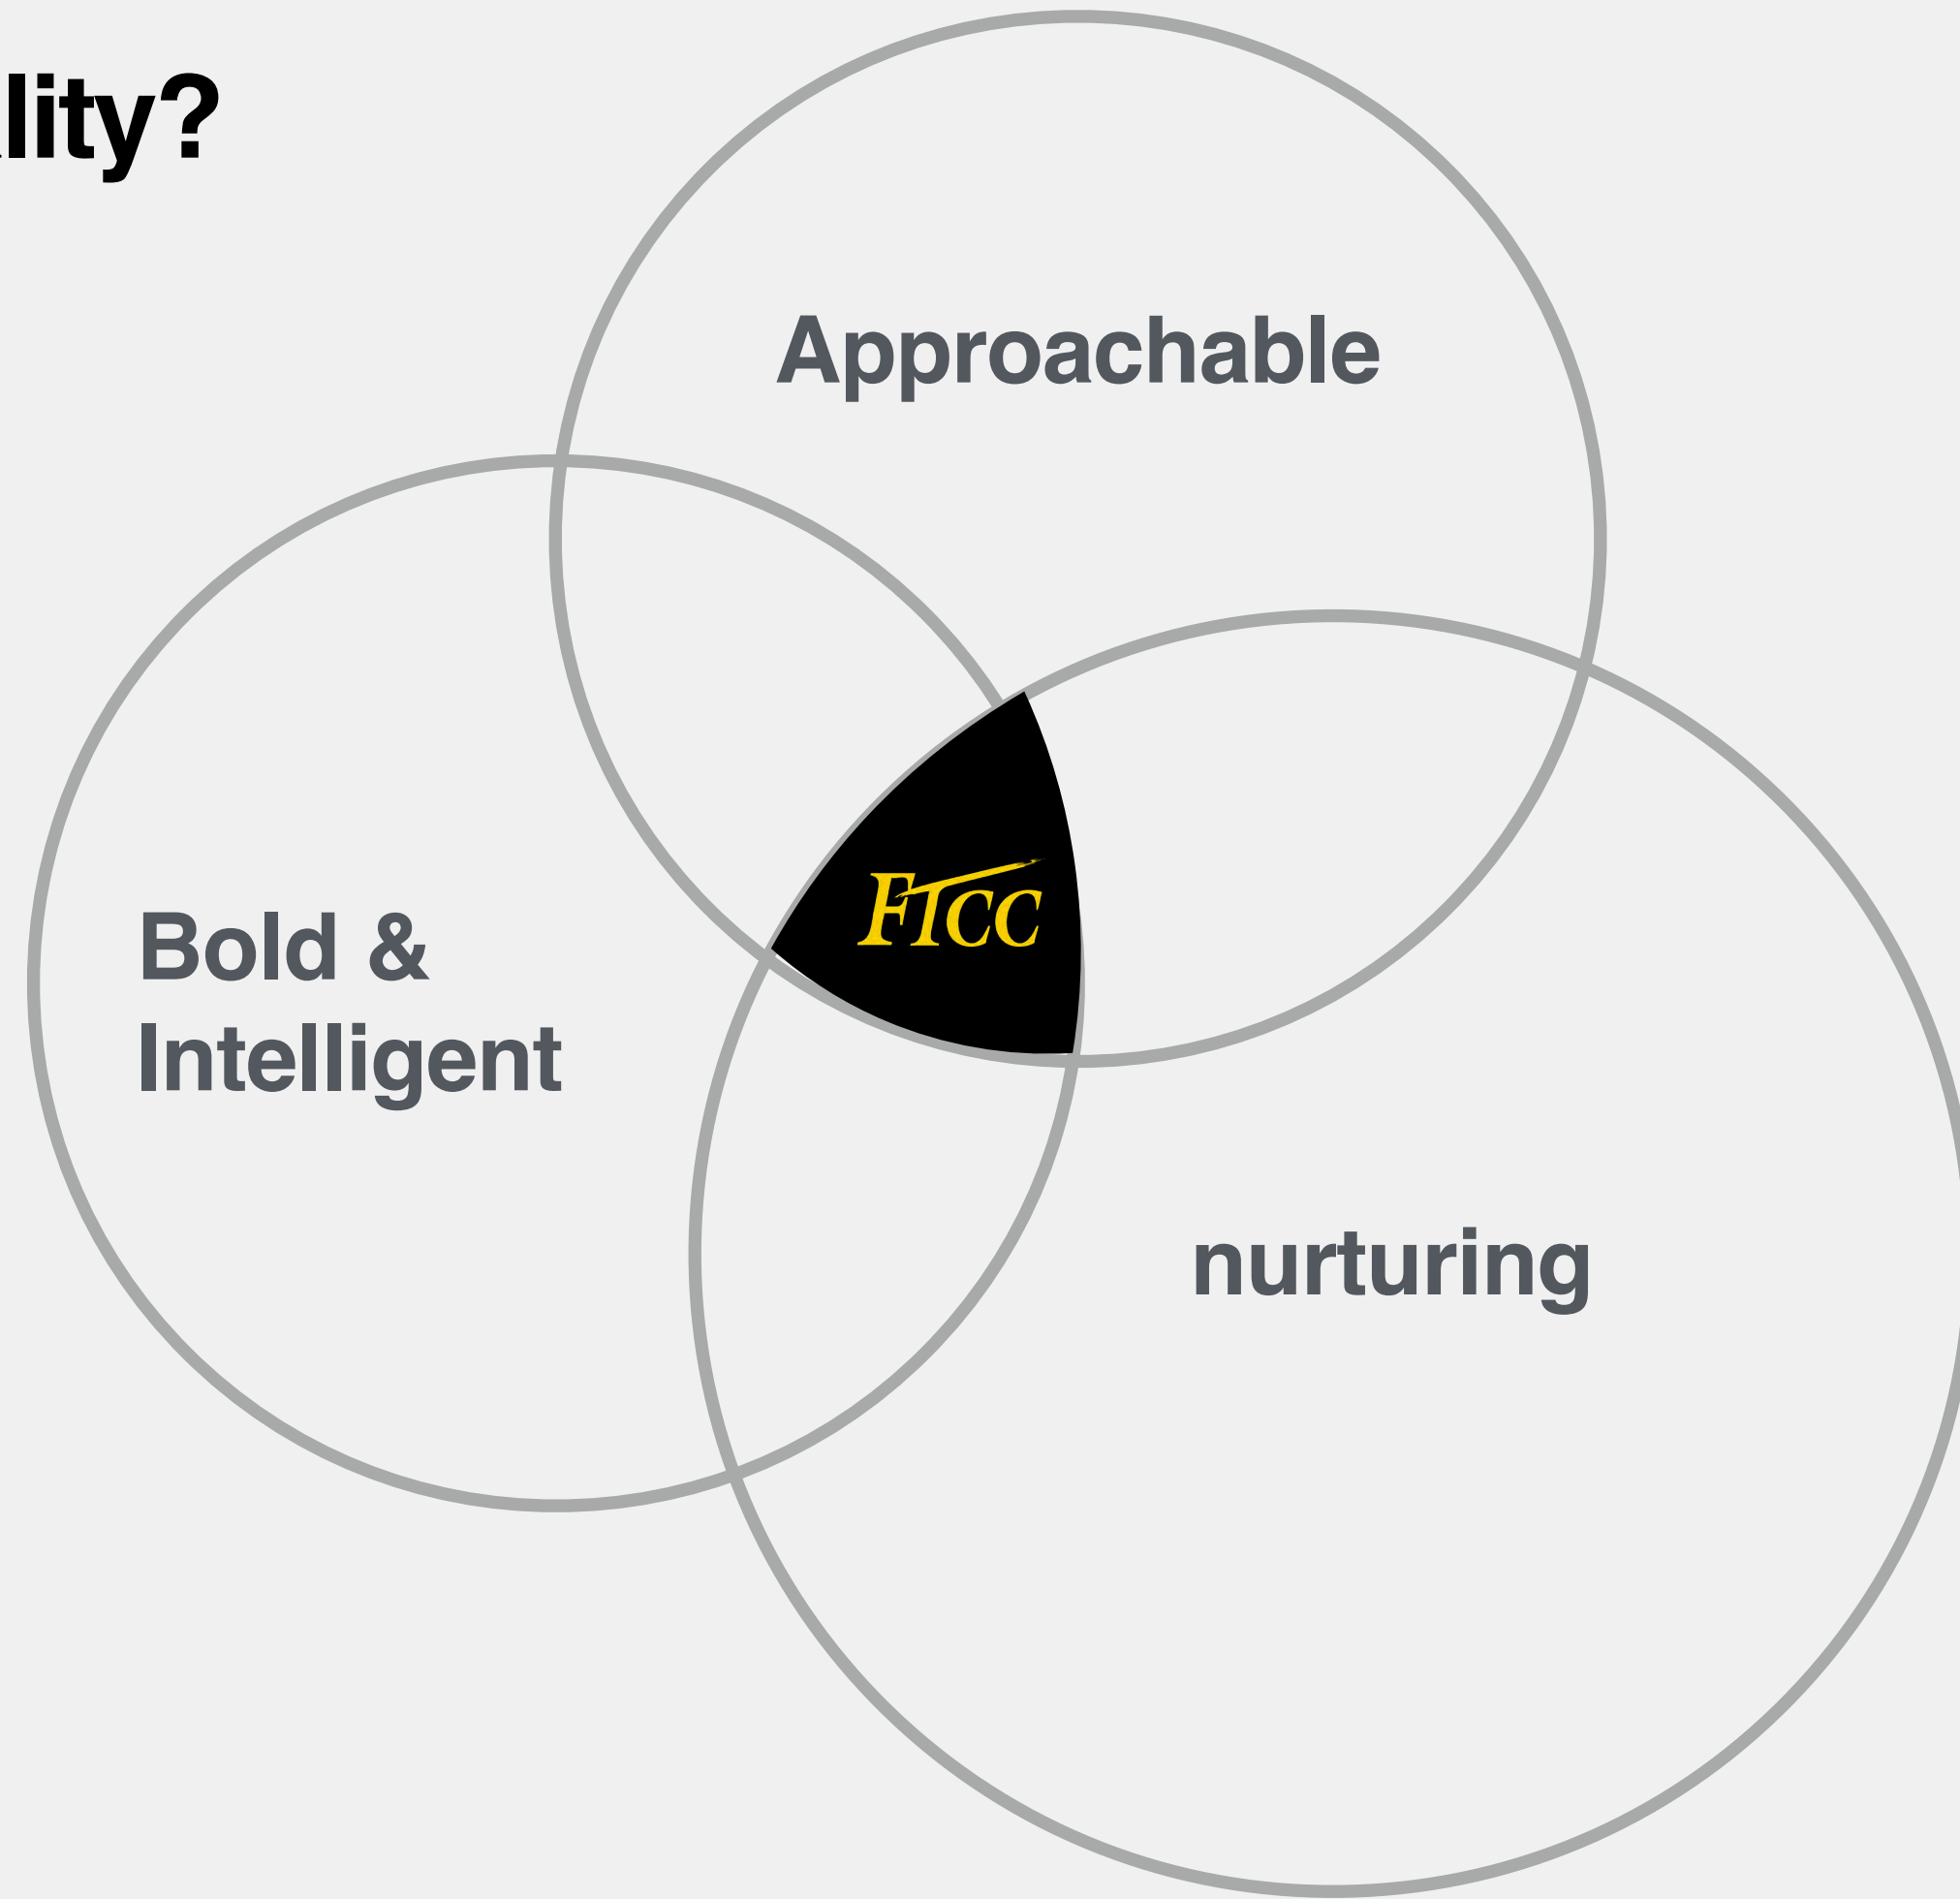 lity?
Approachable
FTCC
Bold &
Intelligent
nurturing